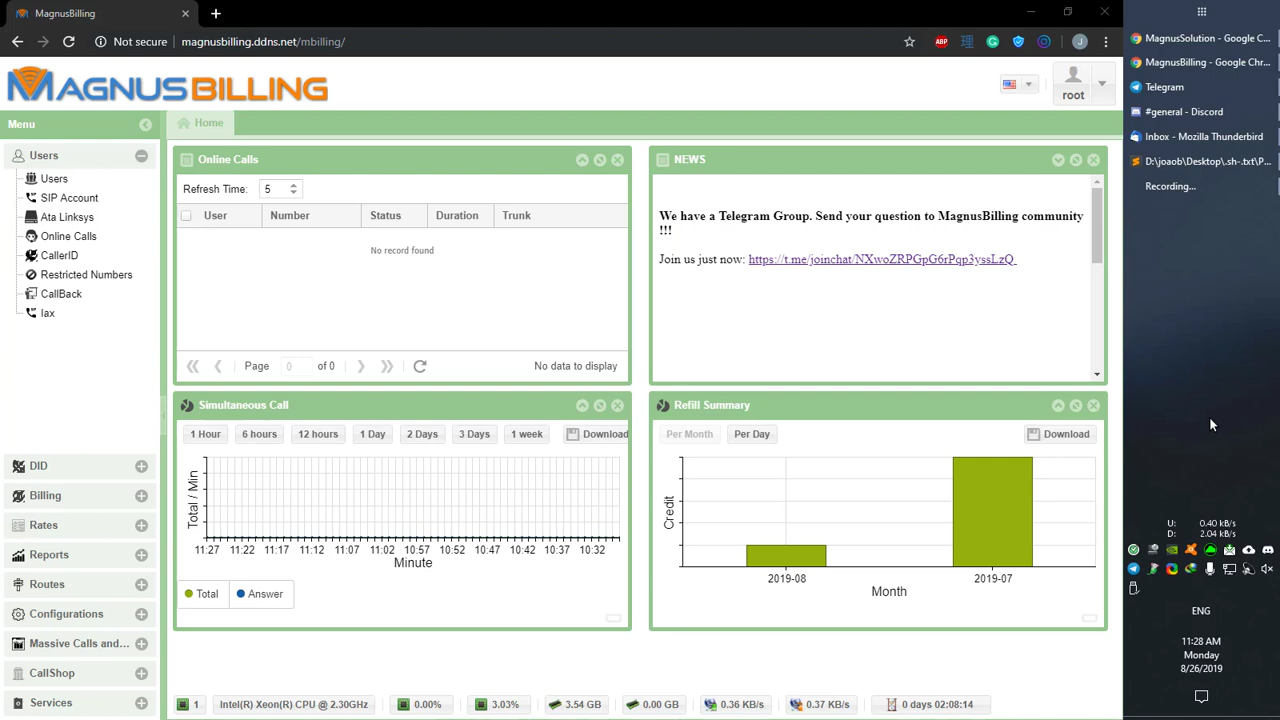 MagnusBilling
Not secure
magnusbilling.ddns.net/mbilling/
ABP
J
MAGNUSBILLING
root
Menu
Home
Users
Users
SIP Account
Ata Linksys
Online Calls
CallerID
Restricted Numbers
CallBack
Iax
DID
Billing
Rates
Reports
Routes
Configurations
Massive Calls and...
CallShop
Services
Online Calls
Refresh Time: 5
User Number Status Duration Trunk
No record found
Page 0 of 0
No data to display
NEWS
We have a Telegram Group. Send your question to MagnusBilling community
!!!
Join us just now: https://t.me/joinchat/NXwoZRPGpG6rPqp3yssLzQ
Simultaneous Call
1 Hour 6 hours 12 hours 1 Day 2 Days 3 Days 1 week Download
Total / Min
11:27 11:22 11:17 11:12 11:07 11:02 10:57 10:52 10:47 10:42 10:37 10:32
Minute
Total Answer
Refill Summary
Per Month Per Day Download
Credit
2019-08 2019-07
Month
1 Intel(R) Xeon(R) CPU @ 2.30GHz 0.00% 3.03% 3.54 GB 0.00 GB 0.36 KB/s 0.37 KB/s 0 days 02:08:14
MagnusSolution - Google C...
MagnusBilling - Google Chr...
Telegram
#general - Discord
Inbox - Mozilla Thunderbird
D:\joaob\Desktop\.sh-.txt\P...
Recording...
U: 0.40 kB/s
D: 2.04 kB/s
ENG
11:28 AM
Monday
8/26/2019